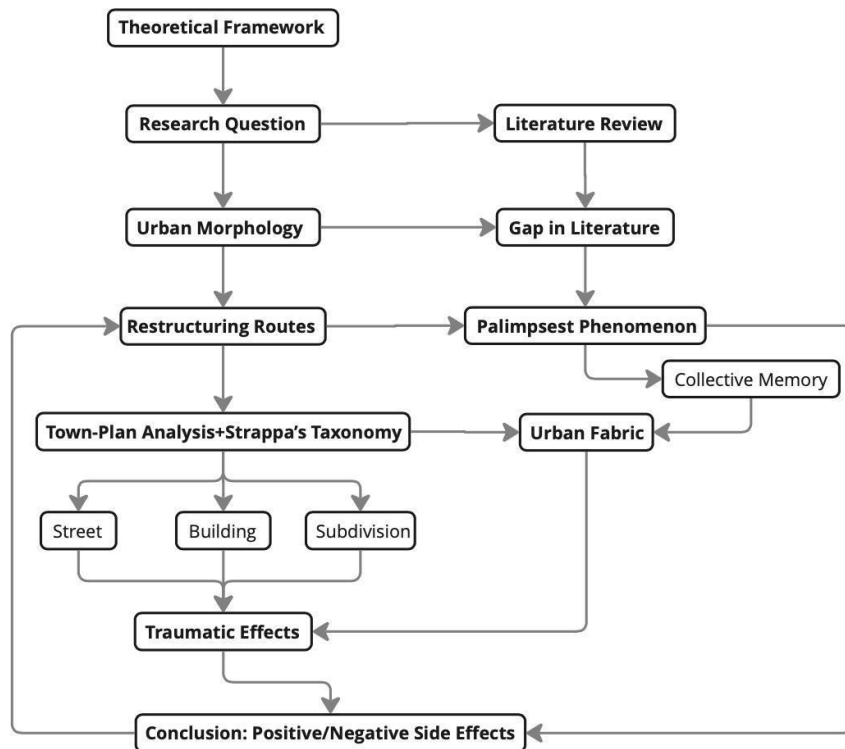 Theoretical Framework
Research Question
Literature Review
Urban Morphology
Gap in Literature
Restructuring Routes
Palimpsest Phenomenon
Collective Memory
Town-Plan Analysis+Strappa's Taxonomy
Urban Fabric
Street
Building
Subdivision
Traumatic Effects
Conclusion: Positive/Negative Side Effects